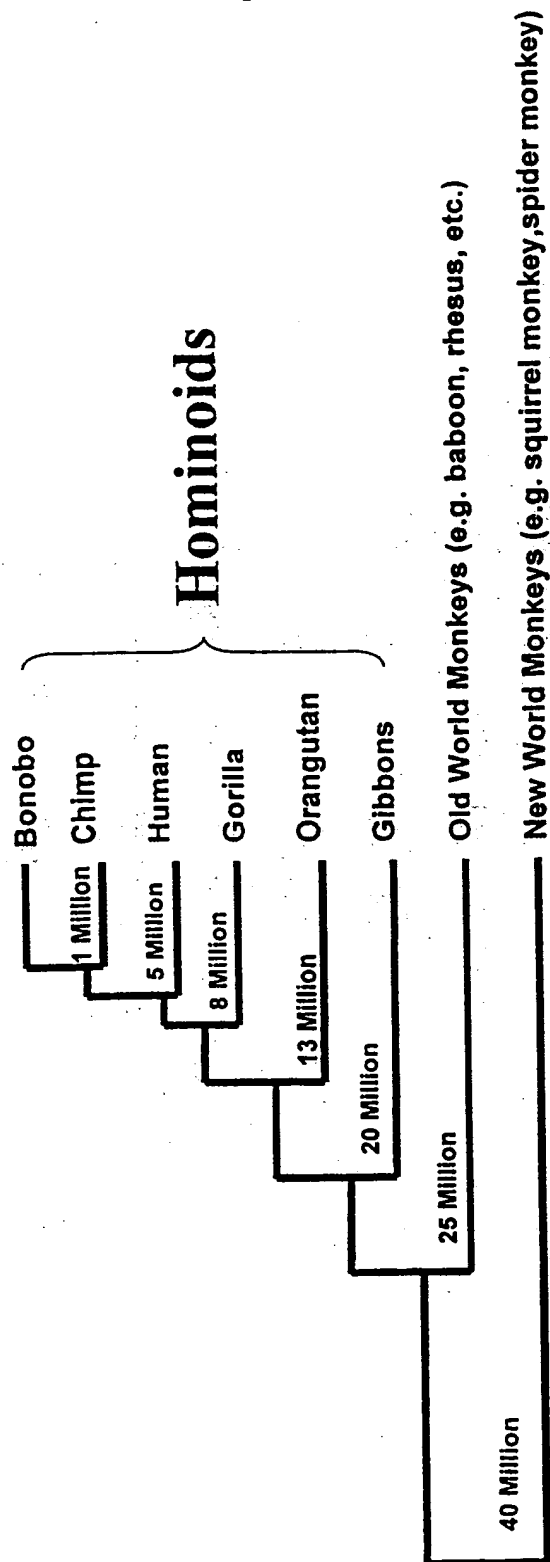 Bonobo
Chimp
Human
Gorilla
Orangutan
Gibbons
Old World Monkeys (e.g. baboon, rhesus, etc.)
New World Monkeys (e.g. squirrel monkey,spider monkey)
Hominoids
1 Million
5 Million
8 Million
13 Million
20 Million
25 Million
40 Million